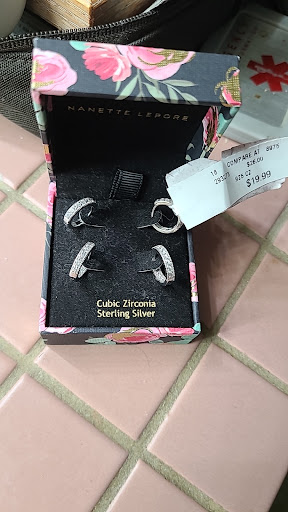 NANETTE LEPORE
COMPARE AT
$19.99
Cubic Zirconia
Sterling Silver